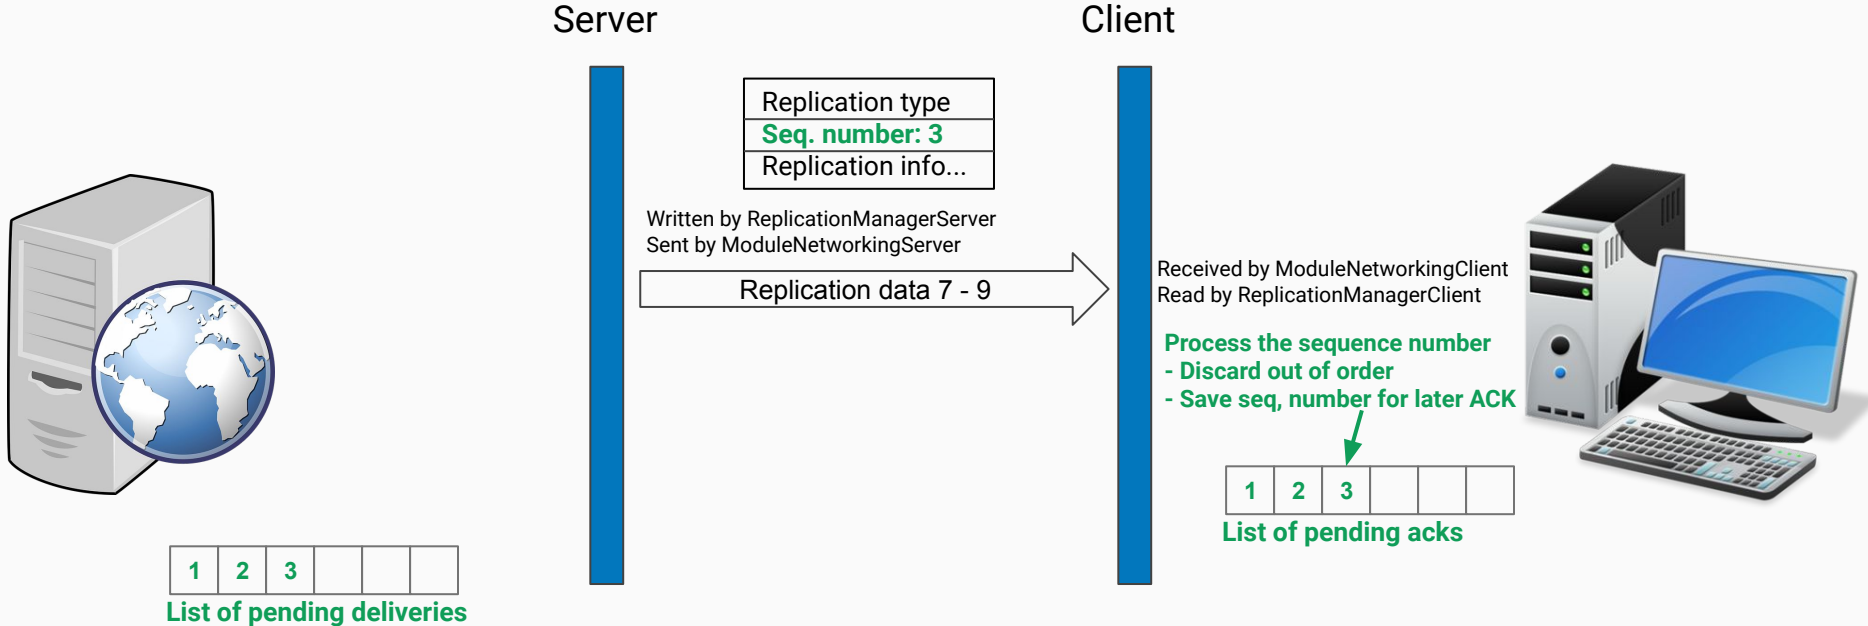 Server
Client
Replication type
Seq. number: 3
Replication info...
Written by ReplicationManagerServer
Sent by ModuleNetworkingServer
Replication data 7 - 9
Received by ModuleNetworkingClient
Read by ReplicationManagerClient
Process the sequence number
- Discard out of order
- Save seq, number for later ACK
1 2 3
List of pending acks
1 2 3
List of pending deliveries